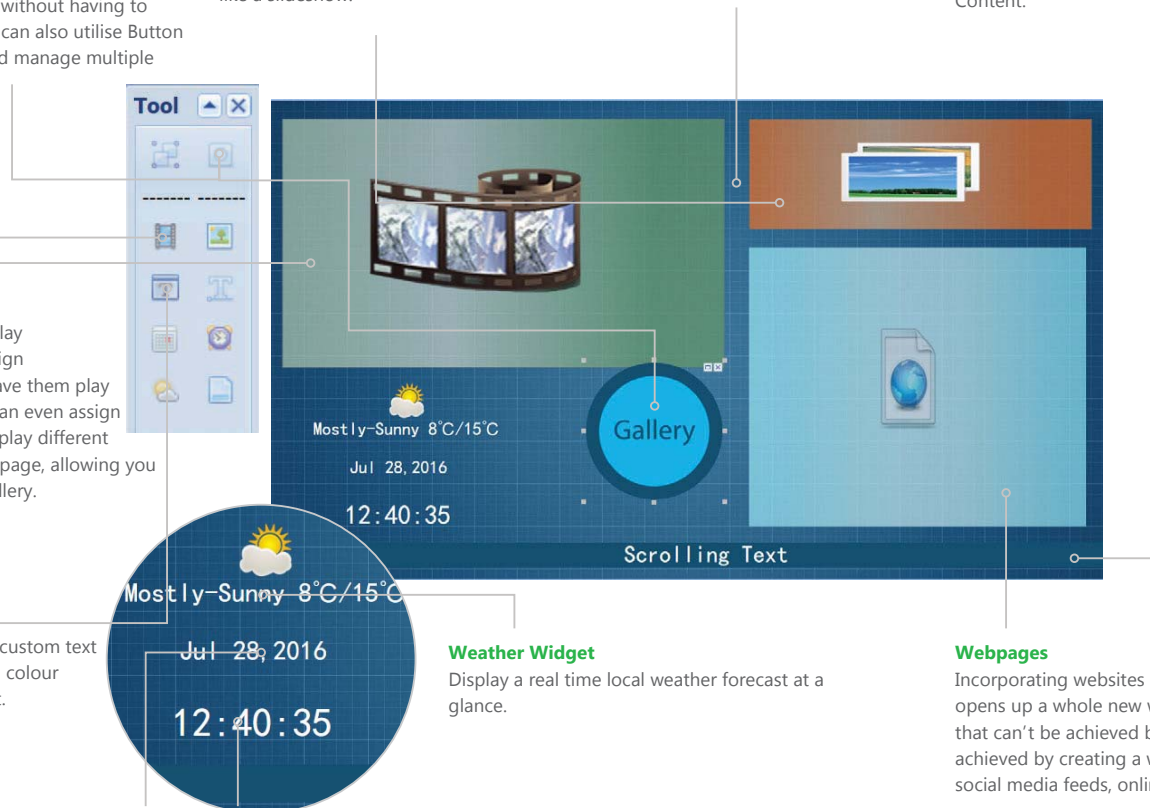 without having to
can also utilise Button
d manage multiple
like a slideshow.
Content.
Tool
lay
ign
ave them play
an even assign
play different
page, allowing you
llery.
Mostly-Sunny 8°C/15°C
Jul 28, 2016
12:40:35
Gallery
Scrolling Text
Mostly-Sunny 8°C/15°C
Jul 28, 2016
12:40:35
custom text
colour
Weather Widget
Display a real time local weather forecast at a
glance.
Webpages
Incorporating websites
opens up a whole new
that can't be achieved
achieved by creating a
social media feeds,